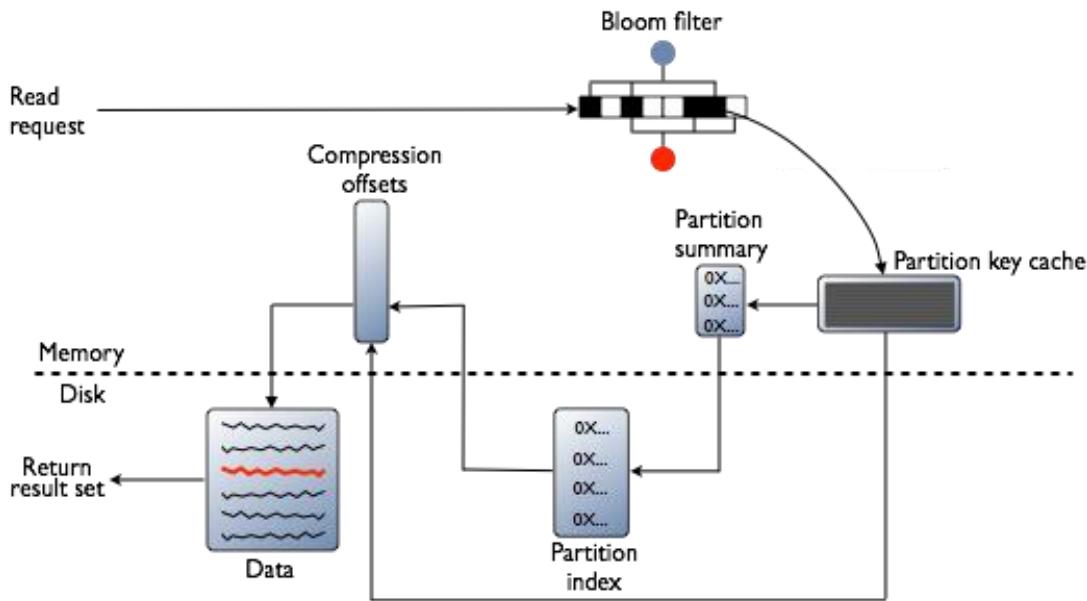 Bloom filter
Read
request
Compression
offsets
Partition
summary
Partition key cache
0X...
0X...
0X...
Memory
Disk
0X...
0X...
0X...
0X...
Return
result set
Data
Partition
index